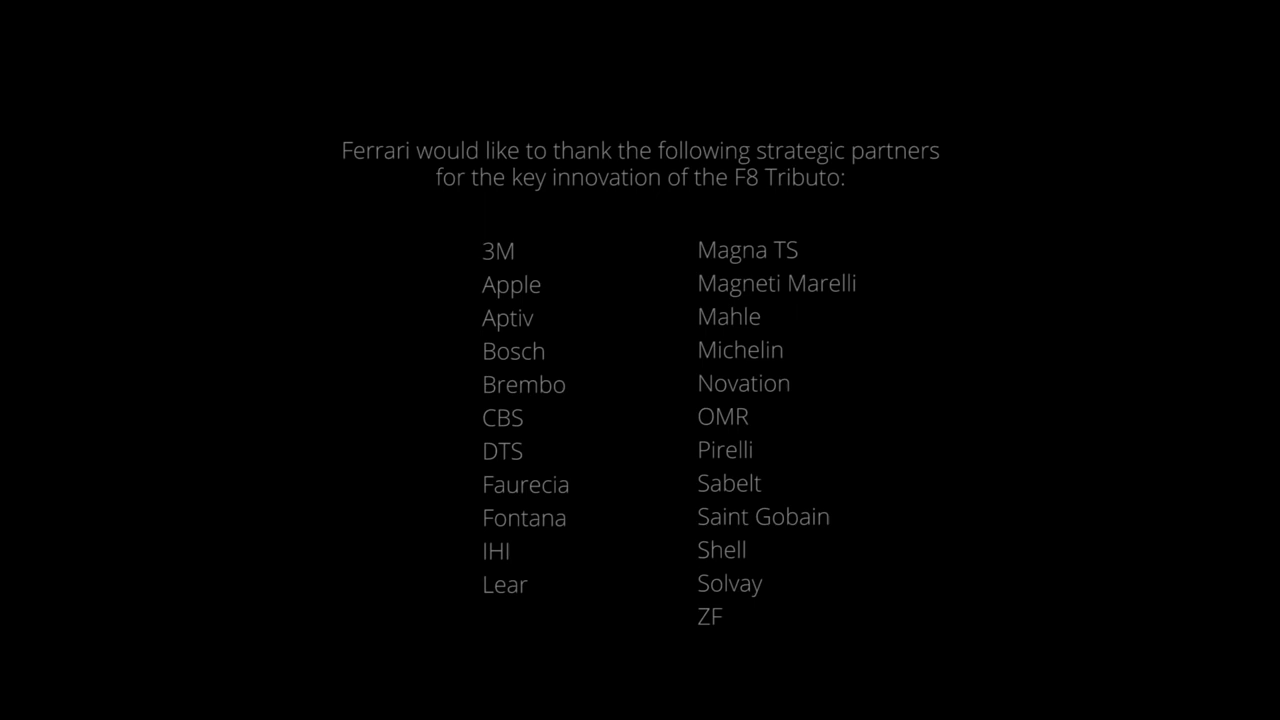 Ferrari would like to thank the following strategic partners
for the key innovation of the F8 Tributo:
3M
Apple
Aptiv
Bosch
Brembo
CBS
DTS
Faurecia
Fontana
IHI
Lear
Magna TS
Magneti Marelli
Mahle
Michelin
Novation
OMR
Pirelli
Sabelt
Saint Gobain
Shell
Solvay
ZF